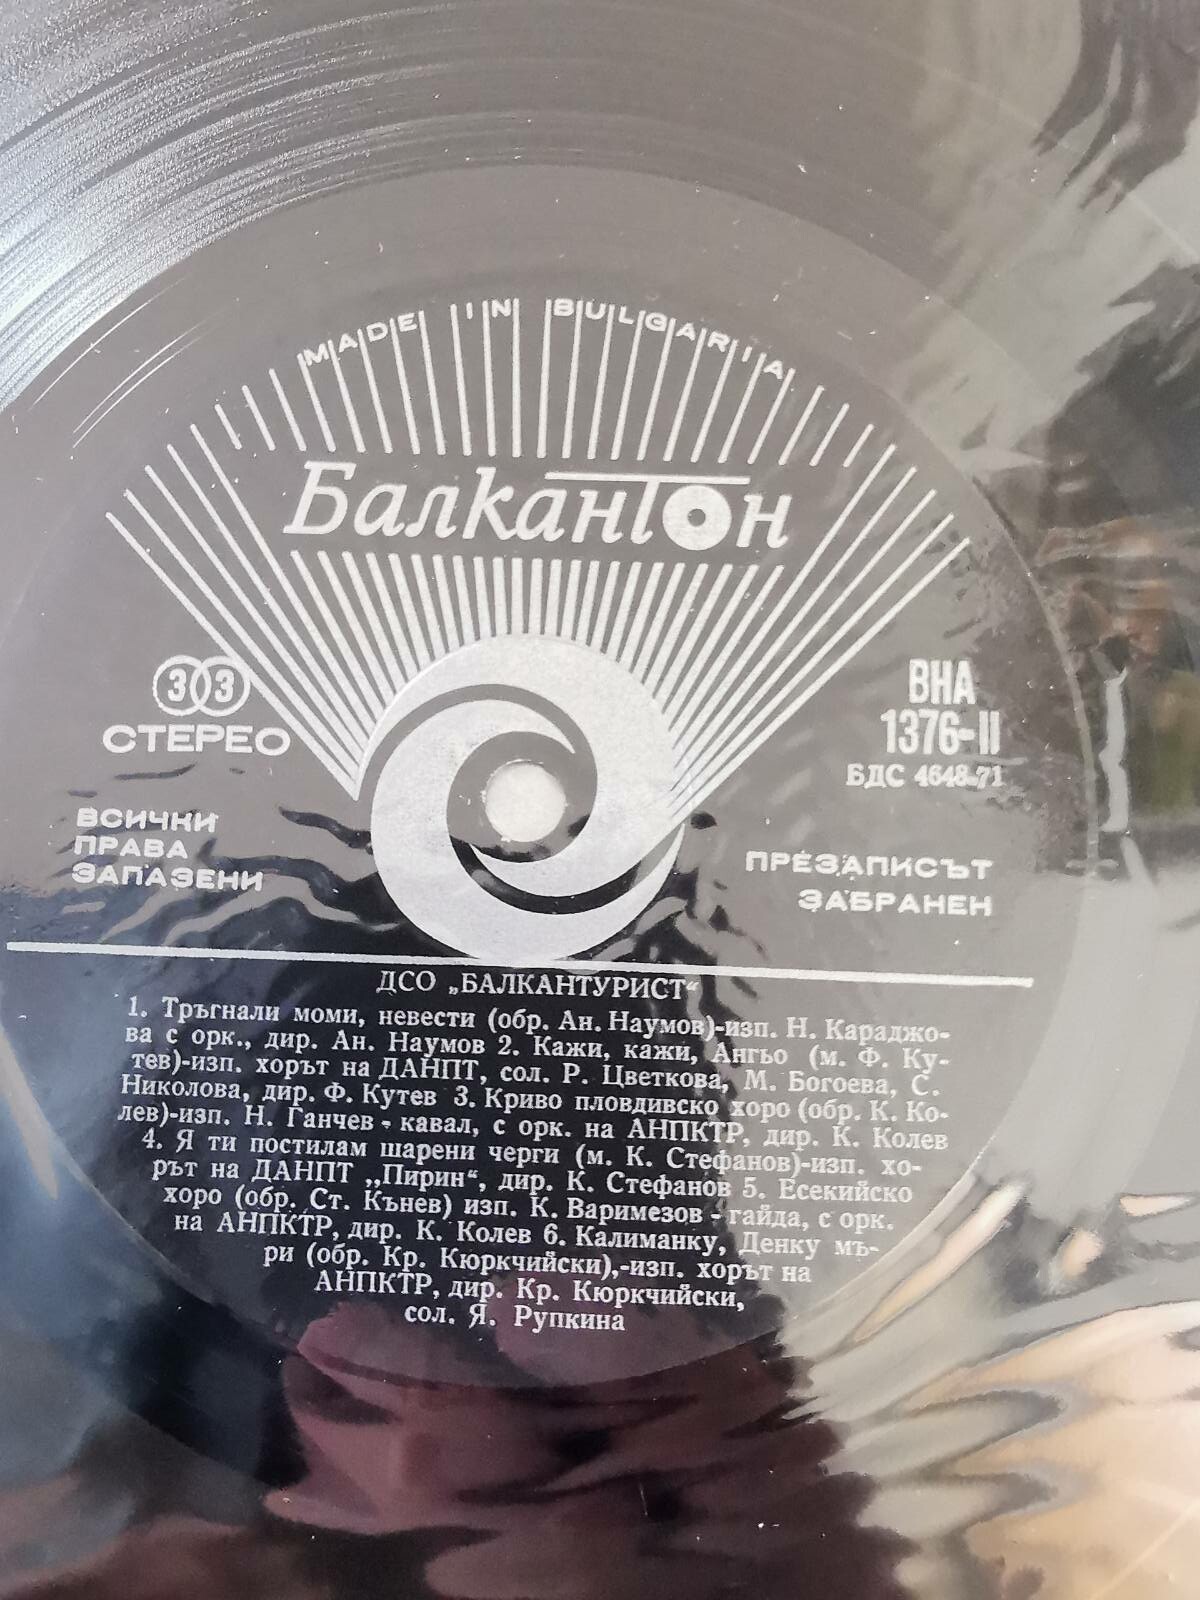 MADE IN BULGARIA
Балкантон
33
СТЕРЕО
ВНА
1376-II
БДС 4648-71
ВСИЧКИ
ПРАВА
ЗАПАЗЕНИ
ПРЕЗАПИСЪТ
ЗАБРАНЕН
ДСО „БАЛКАНТУРИСТ“
1. Тръгнали моми, невести (обр. Ан. Наумов)-изп. Н. Караджо-
ва с орк., дир. Ан. Наумов 2. Кажи, кажи, Ангьо (м. Ф. Ку-
тев)-изп. хорът на ДАНПТ, сол. Р. Цветкова, М. Богоева, С.
Николова, дир. Ф. Кутев 3. Криво пловдивско хоро (обр. К. Ко-
лев)-изп. Н. Ганчев - кавал, с орк. на АНПКТР, дир. К. Колев
4. Я ти постилам шарени черги (м. К. Стефанов)-изп. хо-
рът на ДАНПТ „Пирин“, дир. К. Стефанов 5. Есекийско
хоро (обр. Ст. Кънев) изп. К. Варимезов - гайда, с орк.
на АНПКТР, дир. К. Колев 6. Калиманку, Денку мъ-
ри (обр. Кр. Кюркчийски),-изп. хорът на
АНПКТР, дир. Кр. Кюркчийски,
сол. Я. Рупкина